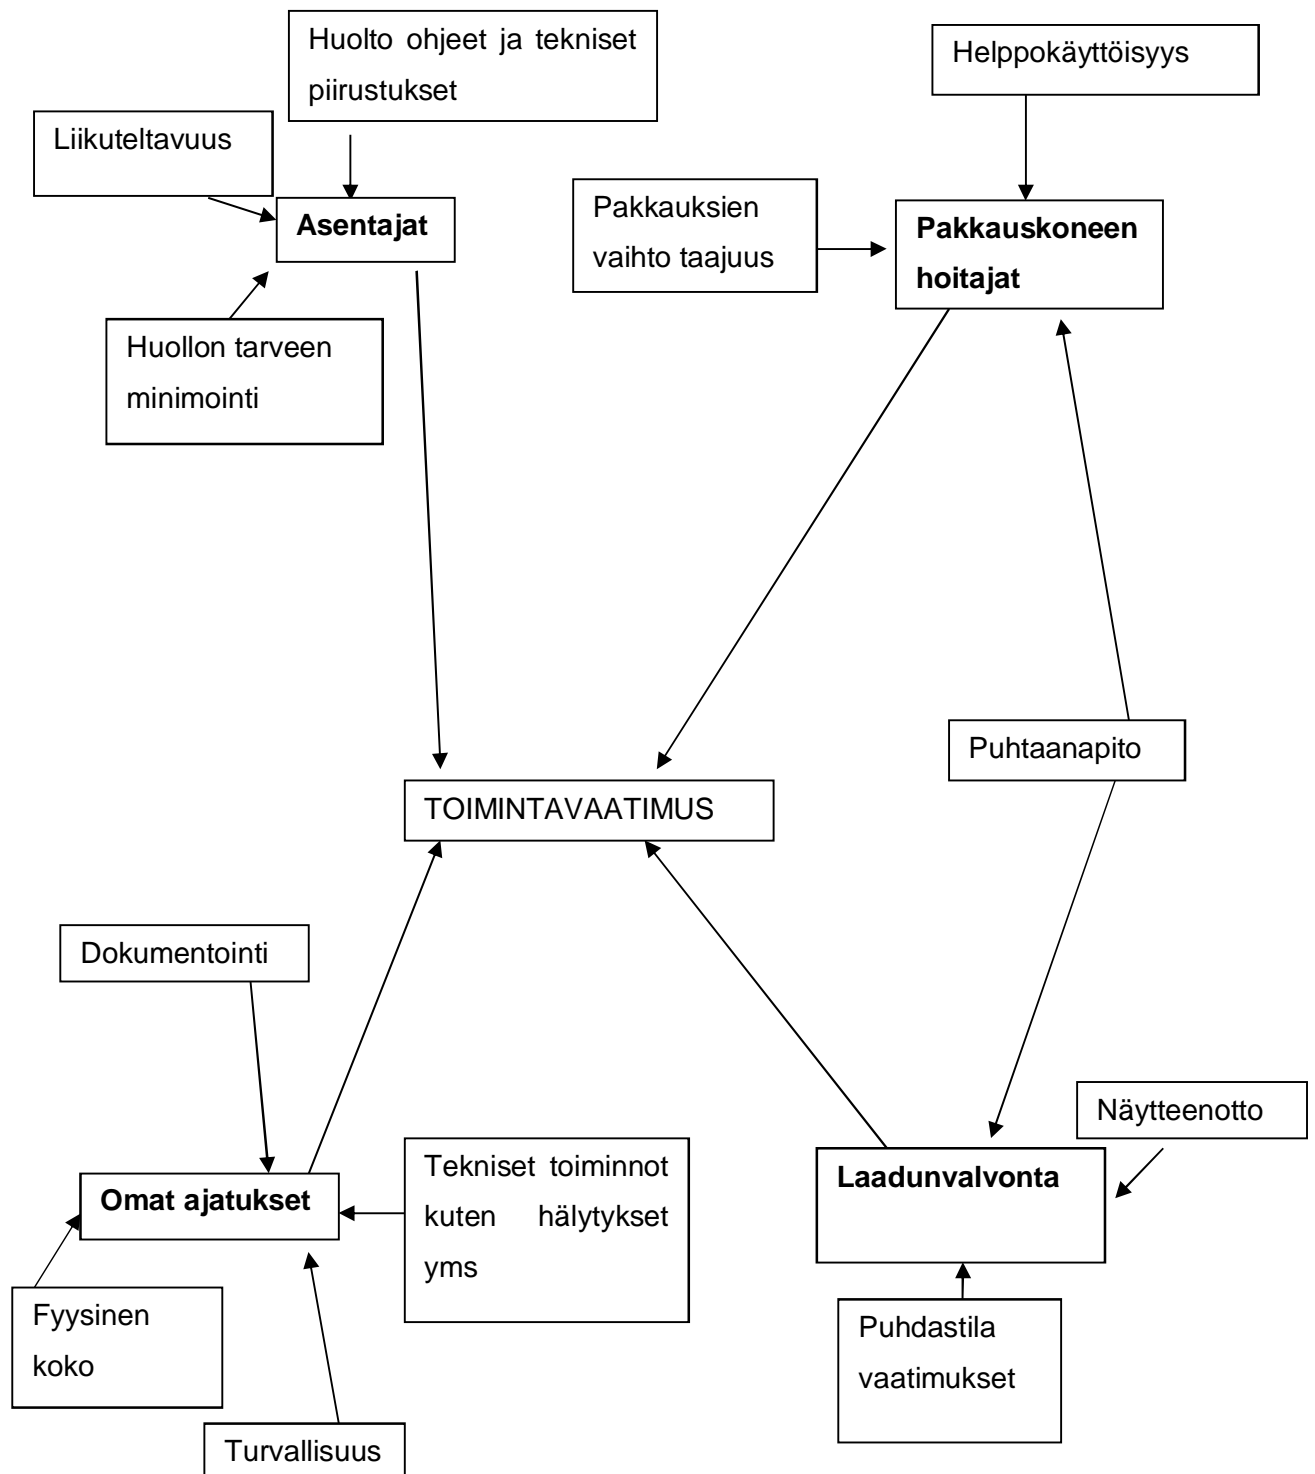 Huolto ohjeet ja tekniset
piirustukset
Helppokäyttöisyys
Liikuteltavuus
Asentajat
Pakkauksien
vaihto taajuus
Pakkauskoneen
hoitajat
Huollon tarveen
minimointi
Puhtaanapito
TOIMINTAVAATIMUS
Dokumentointi
Näytteenotto
Omat ajatukset
Tekniset toiminnot
kuten hälytykset
yms
Laadunvalvonta
Fyysinen
koko
Puhdastila
vaatimukset
Turvallisuus